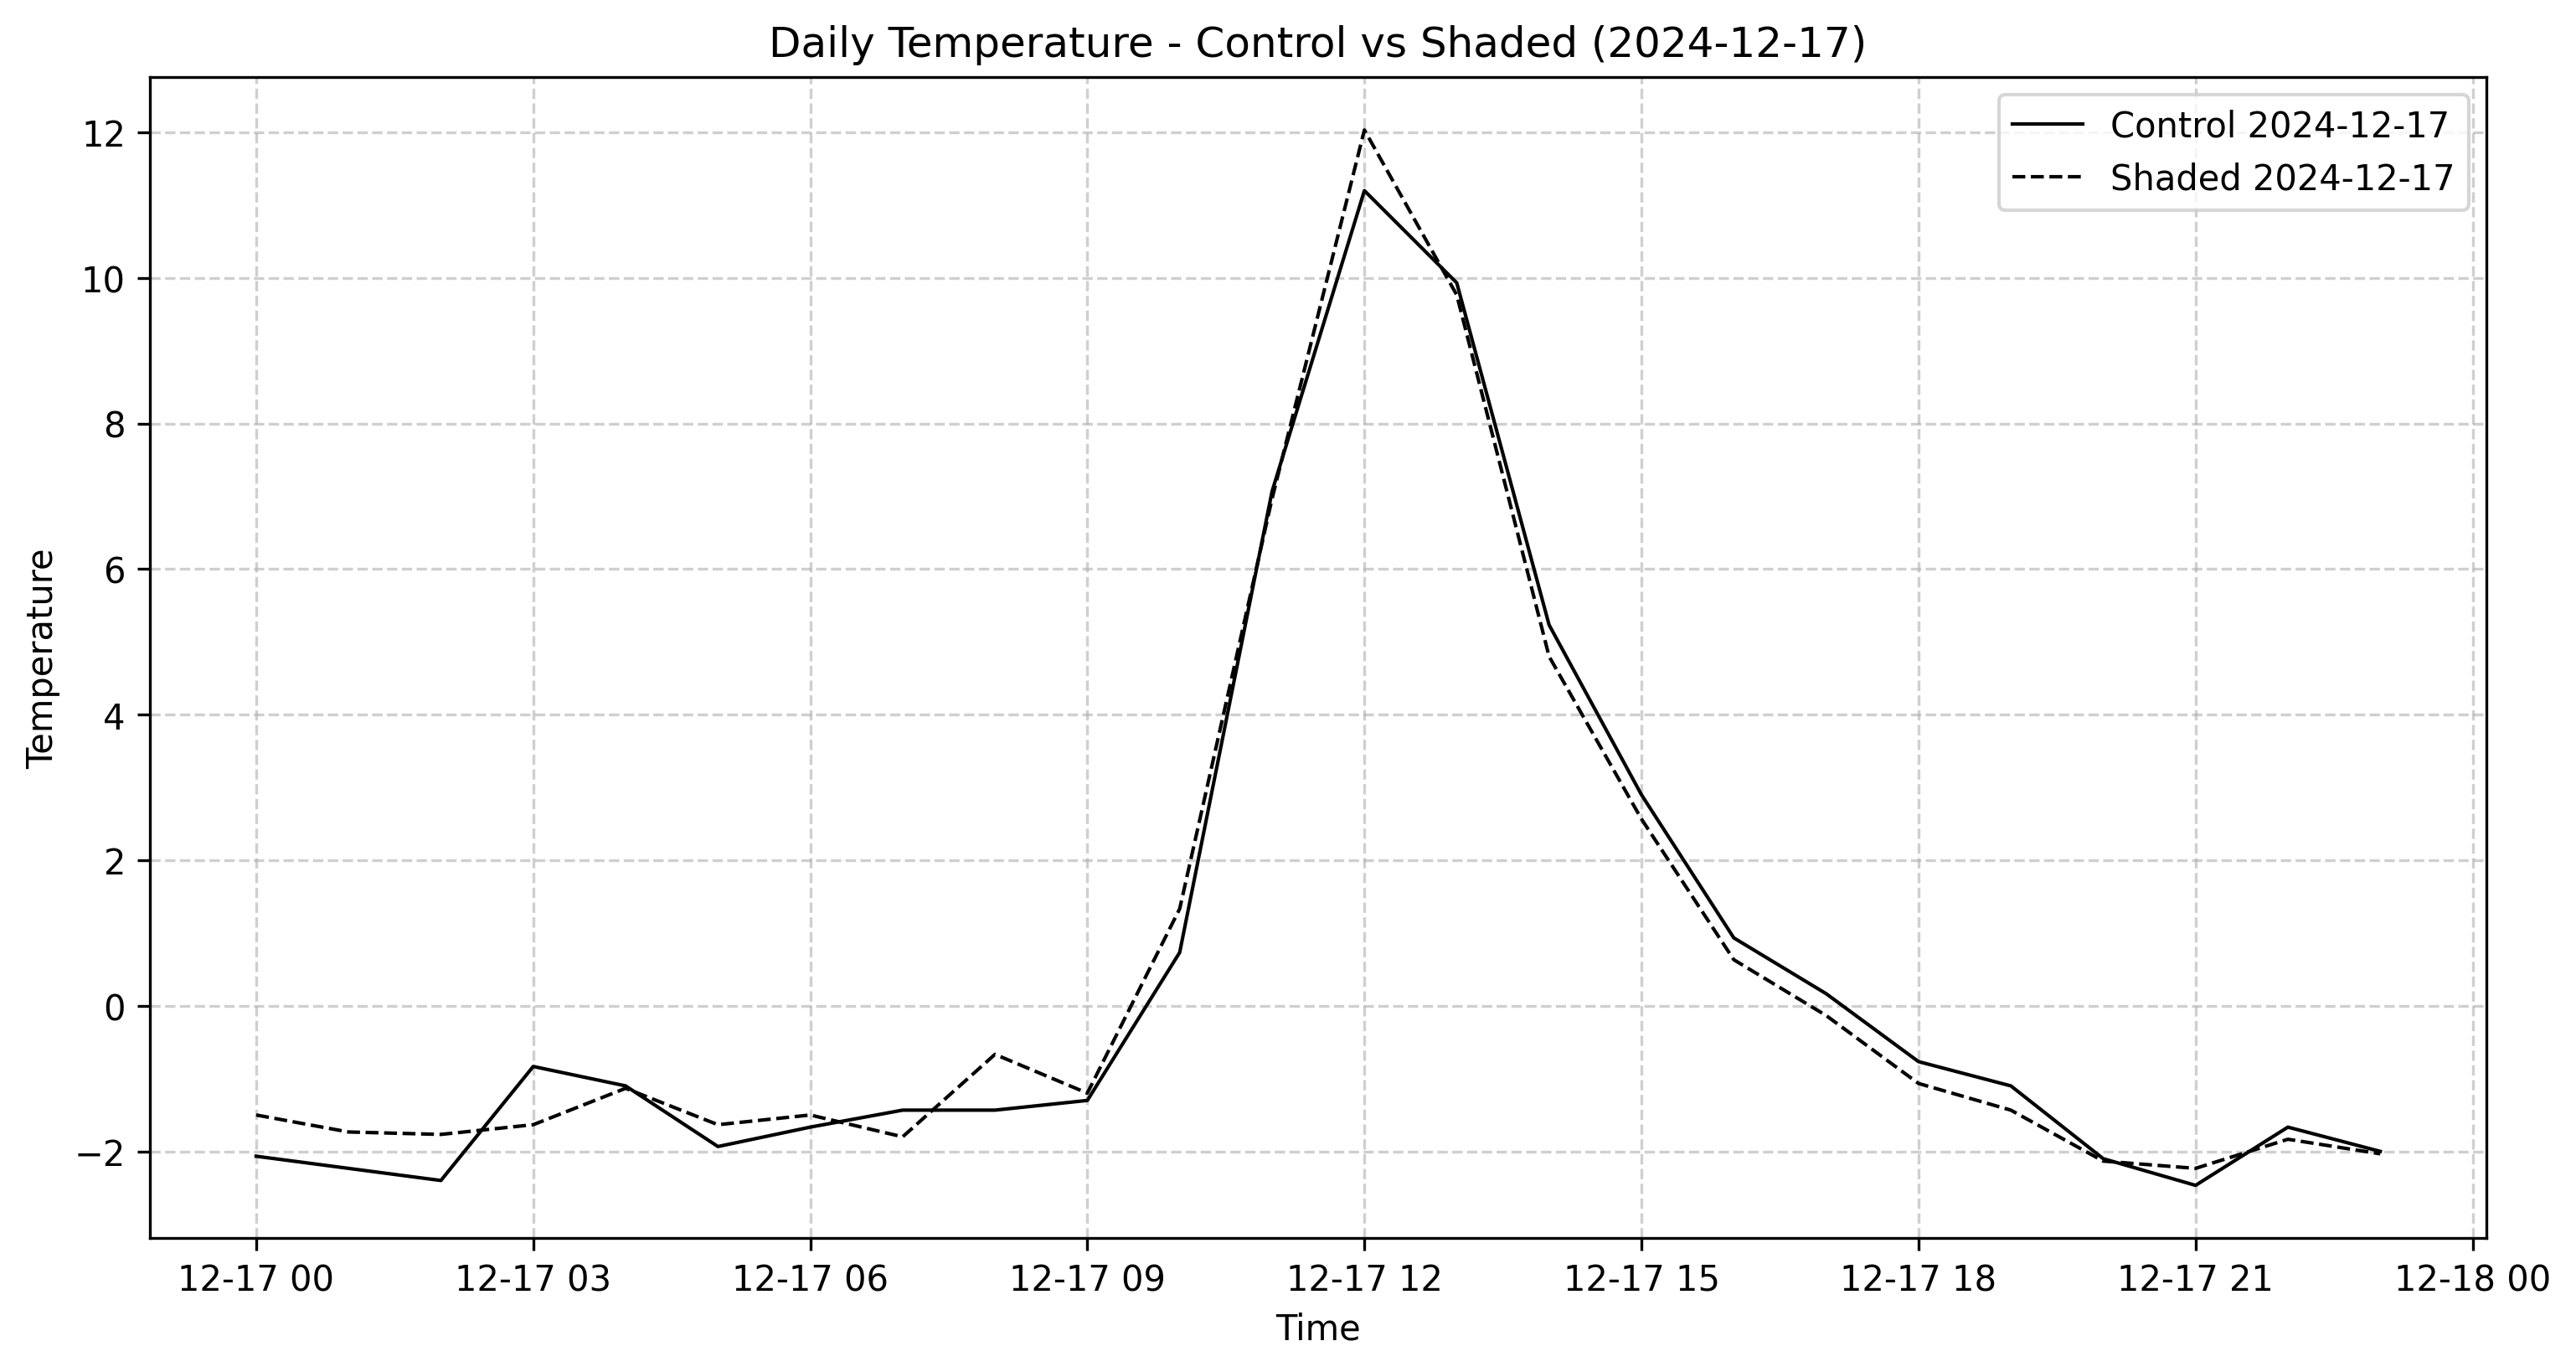 Daily Temperature - Control vs Shaded (2024-12-17)
Control 2024-12-17
Shaded 2024-12-17
12
10
8
6
4
2
0
−2
Temperature
12-17 00 12-17 03 12-17 06 12-17 09 12-17 12 12-17 15 12-17 18 12-17 21 12-18 00
Time